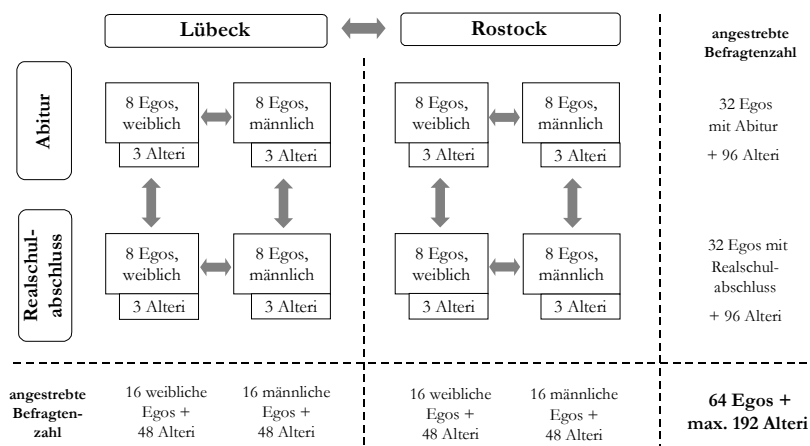 Lübeck
Rostock
angestrebte
Befragtenzahl
Abitur
8 Egos,
weiblich
3 Alteri
8 Egos,
männlich
3 Alteri
8 Egos,
weiblich
3 Alteri
8 Egos,
männlich
3 Alteri
32 Egos
mit Abitur
+ 96 Alteri
Realschul-
abschluss
8 Egos,
weiblich
3 Alteri
8 Egos,
männlich
3 Alteri
8 Egos,
weiblich
3 Alteri
8 Egos,
männlich
3 Alteri
32 Egos mit
Realschul-
abschluss
+ 96 Alteri
angestrebte
Befragten-
zahl
16 weibliche
Egos +
48 Alteri
16 männliche
Egos +
48 Alteri
16 weibliche
Egos +
48 Alteri
16 männliche
Egos +
48 Alteri
64 Egos +
max. 192 Alteri